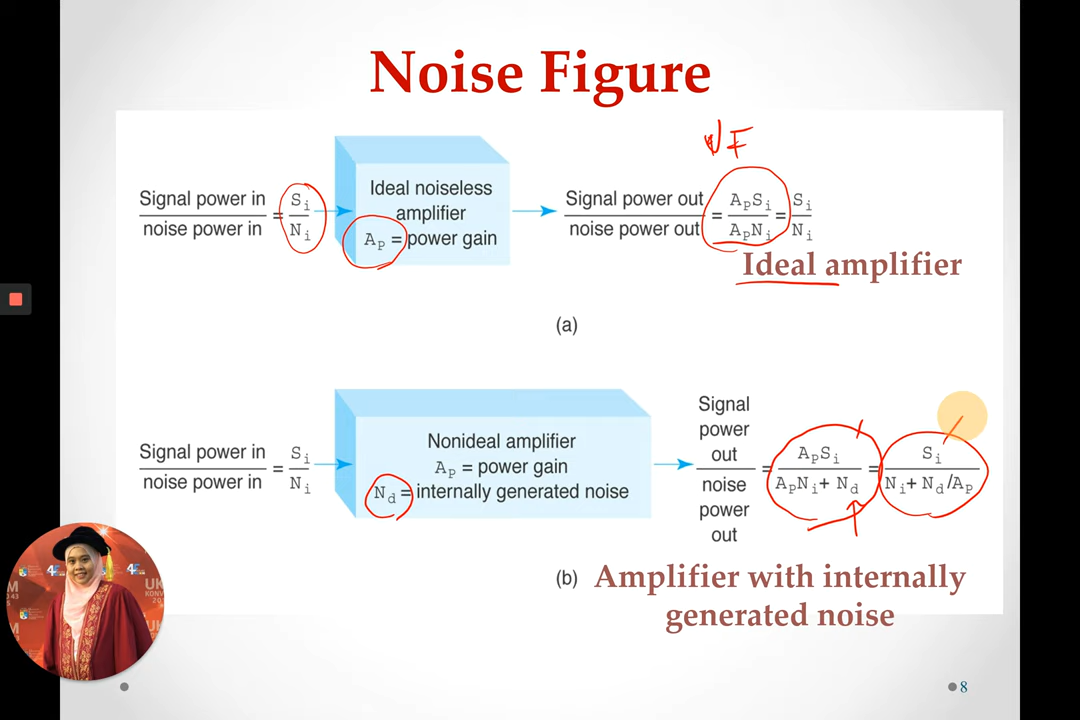 Noise Figure
NF
Signal power in / noise power in = Si / Ni
Ideal noiseless
amplifier
AP = power gain
Signal power out / noise power out = APSi / APNi = Si / Ni
Ideal amplifier
(a)
Signal power in / noise power in = Si / Ni
Nonideal amplifier
AP = power gain
Nd = internally generated noise
Signal
power
out
noise
power
out
= APSi / APNi + Nd = Si / Ni + Nd/AP
(b)
Amplifier with internally
generated noise
8